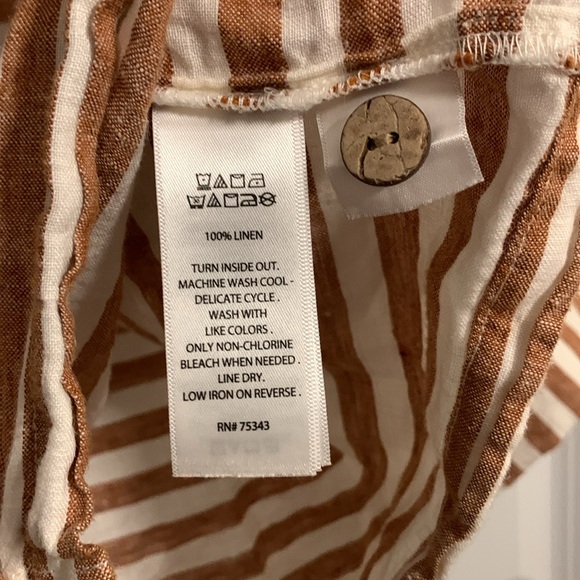 100% LINEN
TURN INSIDE OUT.
MACHINE WASH COOL -
DELICATE CYCLE .
WASH WITH
LIKE COLORS .
ONLY NON-CHLORINE
BLEACH WHEN NEEDED .
LINE DRY.
LOW IRON ON REVERSE .
RN# 75343